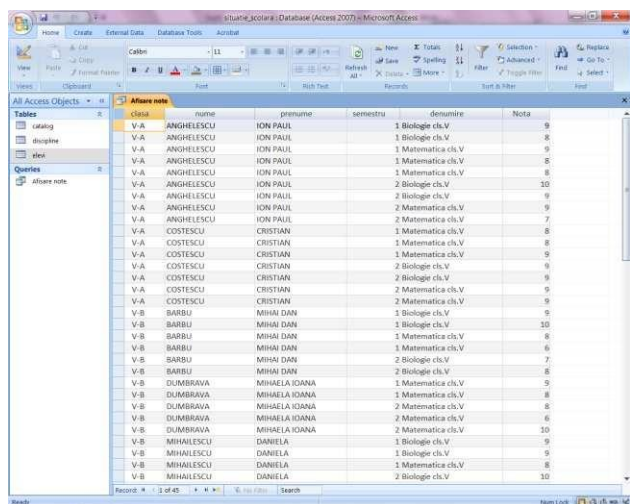 situatie_scolara : Database (Access 2007) - Microsoft Access
Home Create External Data Database Tools Acrobat
Cut
Copy
View Paste Format Painter
Calibri 11
B I U A
Refresh All
New Totals
Save Spelling
Delete More
Filter
Selection
Advanced
Toggle Filter
Find
Replace
Go To
Select
Views Clipboard Font Rich Text Records Sort & Filter Find
All Access Objects
Tables
catalog
discipline
elevi
Queries
Afisare note
Afisare note
clasa nume prenume semestru denumire Nota
V-A ANGHELESCU ION PAUL 1 Biologie cls.V 9
V-A ANGHELESCU ION PAUL 1 Biologie cls.V 8
V-A ANGHELESCU ION PAUL 1 Matematica cls.V 9
V-A ANGHELESCU ION PAUL 1 Matematica cls.V 8
V-A ANGHELESCU ION PAUL 1 Matematica cls.V 8
V-A ANGHELESCU ION PAUL 2 Biologie cls.V 10
V-A ANGHELESCU ION PAUL 2 Biologie cls.V 9
V-A ANGHELESCU ION PAUL 2 Matematica cls.V 9
V-A ANGHELESCU ION PAUL 2 Matematica cls.V 7
V-A COSTESCU CRISTIAN 1 Matematica cls.V 8
V-A COSTESCU CRISTIAN 1 Matematica cls.V 8
V-A COSTESCU CRISTIAN 2 Biologie cls.V 9
V-A COSTESCU CRISTIAN 2 Biologie cls.V 9
V-A COSTESCU CRISTIAN 2 Matematica cls.V 9
V-A COSTESCU CRISTIAN 2 Matematica cls.V 9
V-B BARBU MIHAI DAN 1 Biologie cls.V 9
V-B BARBU MIHAI DAN 1 Biologie cls.V 10
V-B BARBU MIHAI DAN 1 Matematica cls.V 8
V-B BARBU MIHAI DAN 1 Matematica cls.V 6
V-B BARBU MIHAI DAN 2 Biologie cls.V 7
V-B BARBU MIHAI DAN 2 Biologie cls.V 8
V-B DUMBRAVA MIHAELA IOANA 1 Matematica cls.V 9
V-B DUMBRAVA MIHAELA IOANA 1 Matematica cls.V 8
V-B DUMBRAVA MIHAELA IOANA 2 Matematica cls.V 8
V-B DUMBRAVA MIHAELA IOANA 2 Matematica cls.V 6
V-B DUMBRAVA MIHAELA IOANA 2 Matematica cls.V 10
V-B MIHAILESCU DANIELA 1 Biologie cls.V 9
V-B MIHAILESCU DANIELA 1 Biologie cls.V 9
V-B MIHAILESCU DANIELA 1 Matematica cls.V 8
V-B MIHAILESCU DANIELA 2 Biologie cls.V 10
Record: 1 of 45 No Filter Search
Ready Num Lock